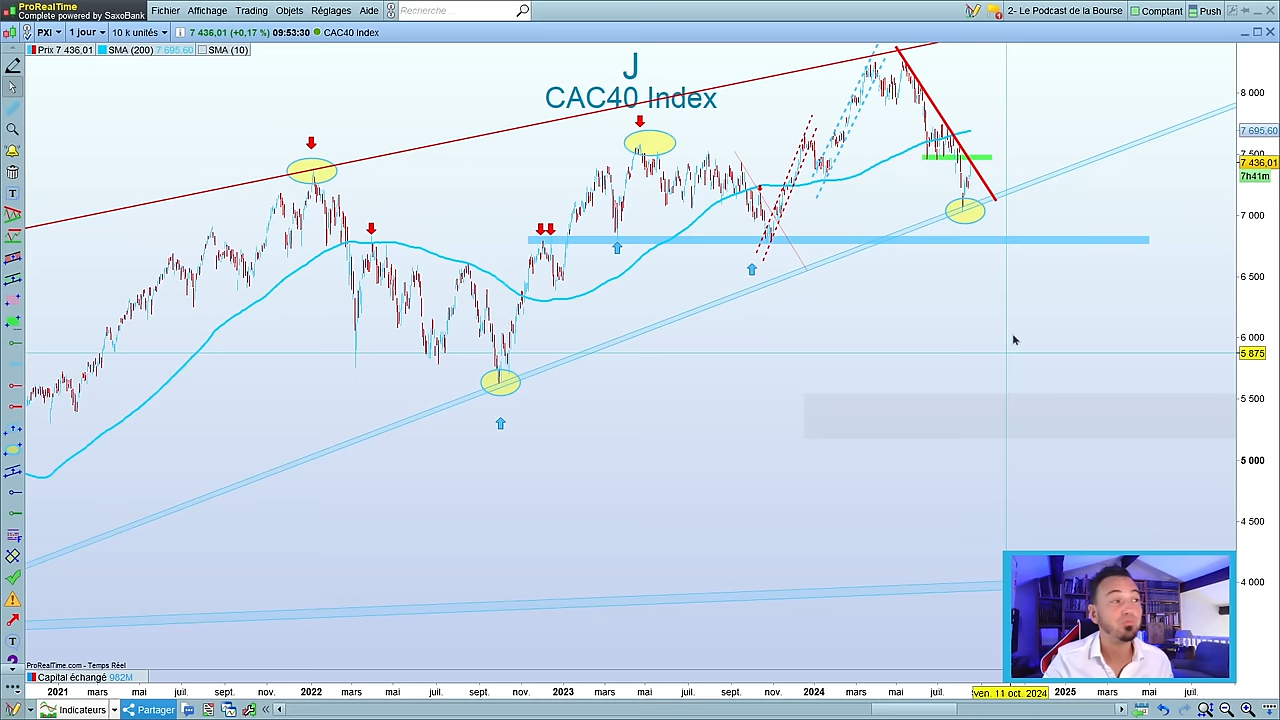 ProRealTime
Complete powered by SaxoBank
Fichier Affichage Trading Outils Réglages Aide Recherche 2- Le Podcast de la Bourse Comptant Push
PXI 1 jour 10 k unités 7 436,01 (+0,17 %) 09:53:30 CAC40 Index
Prix 7 436,01 SMA (200) 7 695,60 SMA (10)
J
CAC40 Index
8 000
7 695,60
7 436,01
7h41m
7 000
6 500
6 000
5 875
5 500
5 000
4 500
4 000
ProRealTime.com - Temps Réel
Capital échangé 982M
2021 mars mai juil. sept. nov. 2022 mars mai juil. sept. nov. 2023 mars mai juil. sept. nov. 2024 mars mai juil. ven. 11 oct. 2024 2025 mars mai juil.
Indicateurs Partager